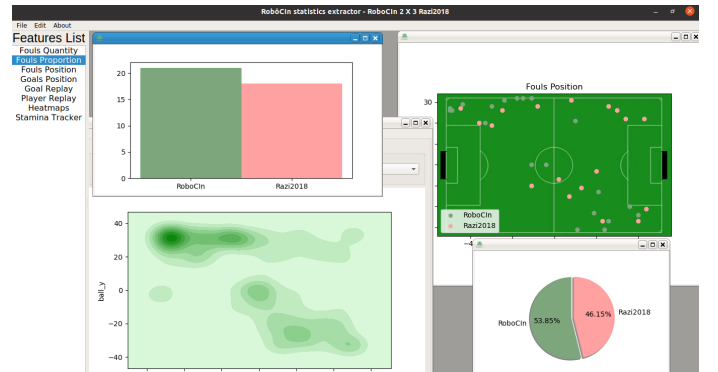 RobôCIn statistics extractor - RoboCIn 2 X 3 Razi2018
File Edit About
Features List
Fouls Quantity
Fouls Proportion
Fouls Position
Goals Position
Goal Replay
Player Replay
Heatmaps
Stamina Tracker
20
15
10
5
0
RoboCIn Razi2018
Fouls Position
30
RoboCIn
Razi2018
40
20
0
−20
−40
ball_y
RoboCIn
53.85%
46.15%
Razi2018